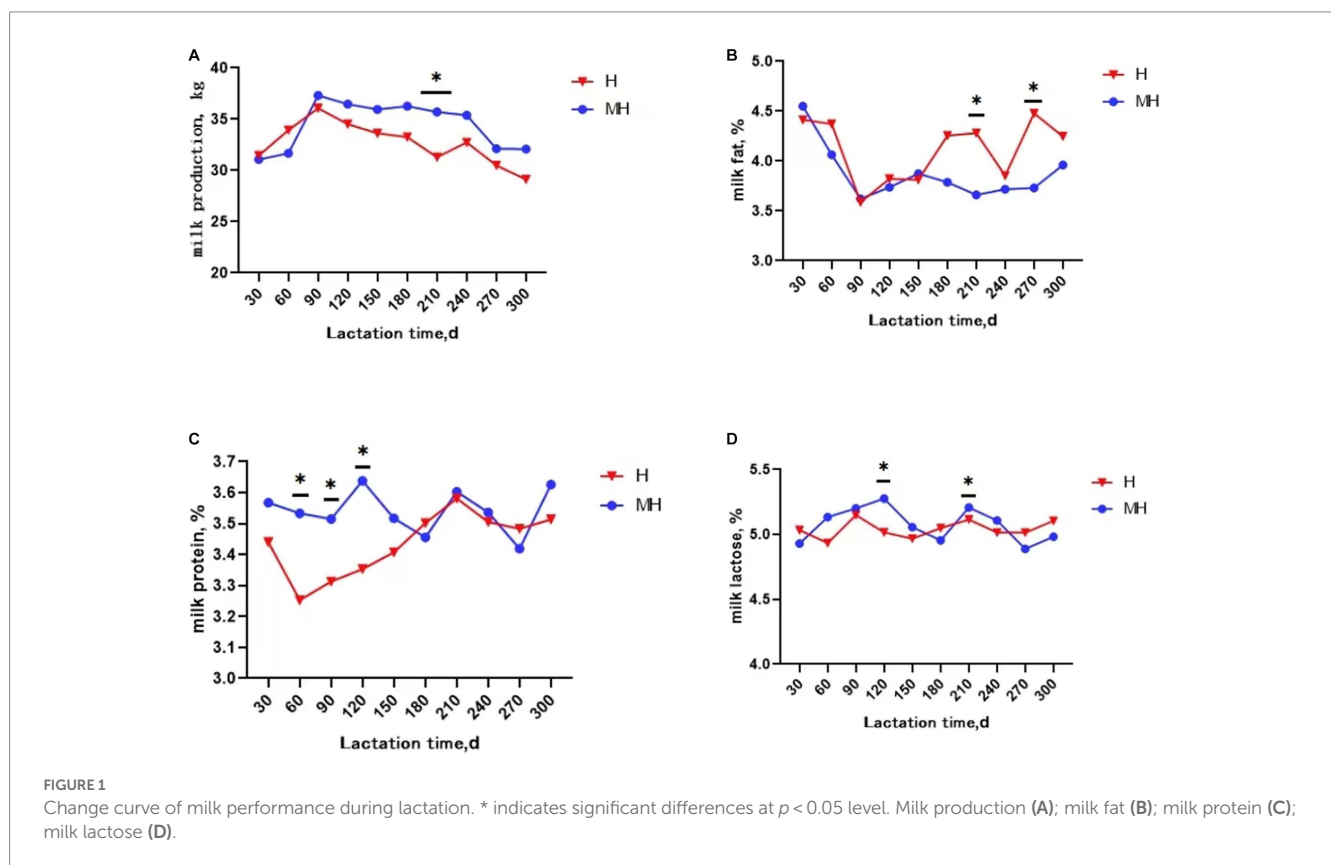 A
*
H
MH
milk production, kg
40
35
30
25
20
30 60 90 120 150 180 210 240 270 300
Lactation time,d
B
* *
H
MH
milk fat, %
5.0
4.5
4.0
3.5
3.0
30 60 90 120 150 180 210 240 270 300
Lactation time,d
C
* * *
H
MH
milk protein, %
3.7
3.6
3.5
3.4
3.3
3.2
3.1
3.0
30 60 90 120 150 180 210 240 270 300
Lactation time,d
D
* *
H
MH
milk lactose, %
5.5
5.0
4.5
4.0
30 60 90 120 150 180 210 240 270 300
Lactation time,d
FIGURE 1
Change curve of milk performance during lactation. * indicates significant differences at p < 0.05 level. Milk production (A); milk fat (B); milk protein (C);
milk lactose (D).